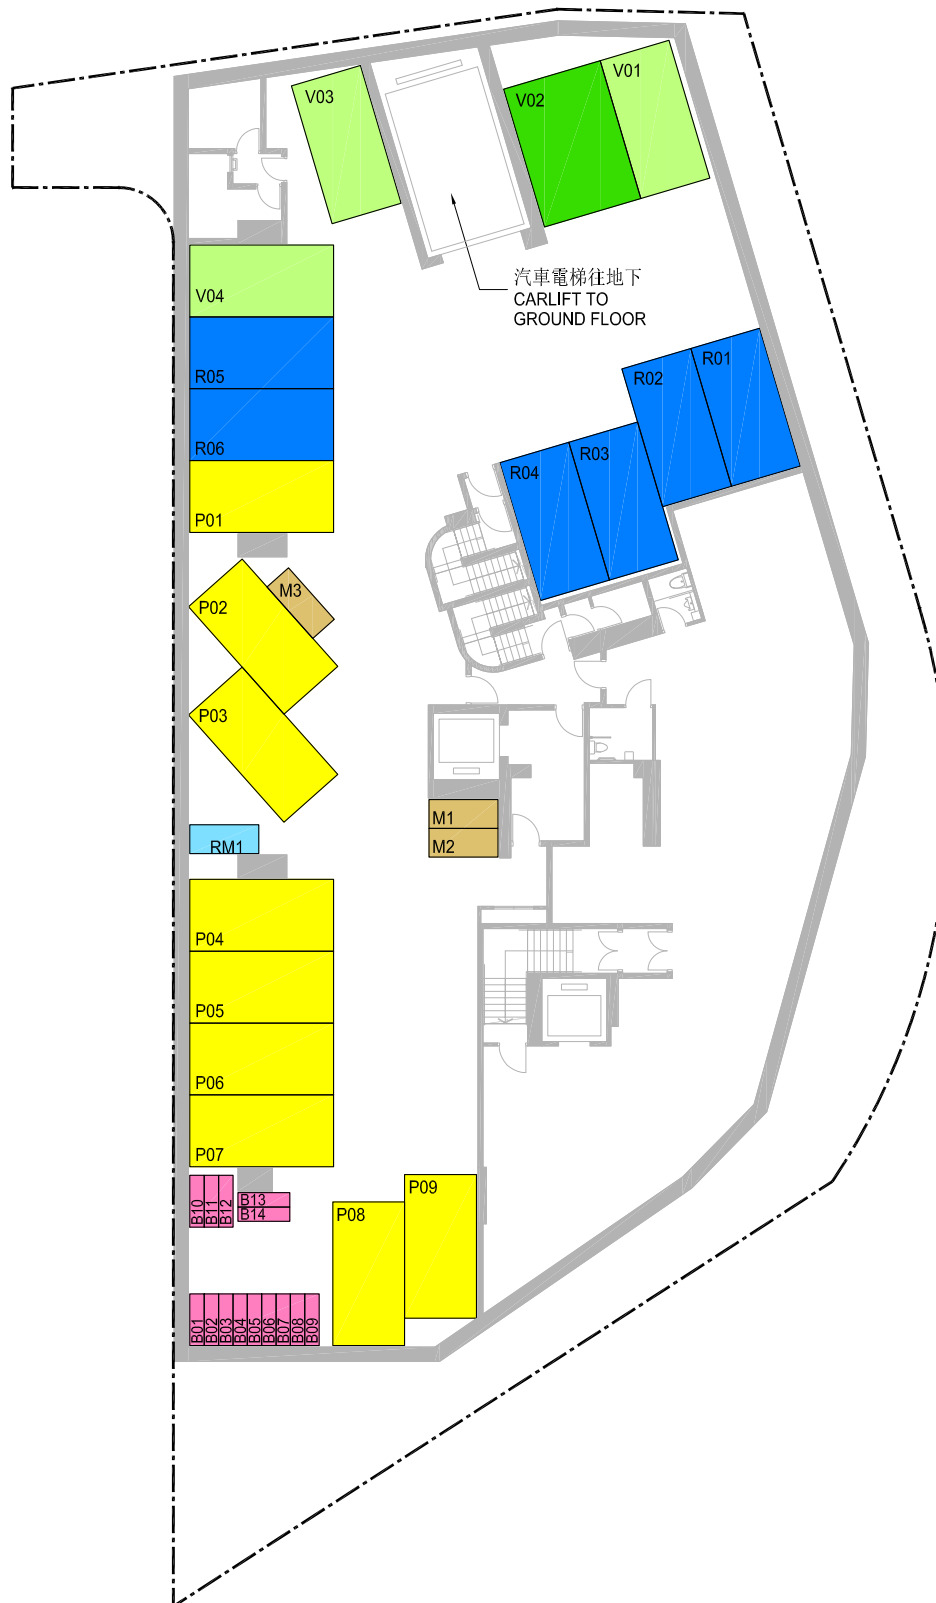 V01
V03
V02
汽車電梯往地下
CARLIFT TO
GROUND FLOOR
V04
R01
R05
R02
R06
R03
R04
P01
M3
P02
P03
M1
RM1
M2
P04
P05
P06
P07
P09
B10
B11
B12
B13
B14
P08
B01
B02
B03
B04
B05
B06
B07
B08
B09